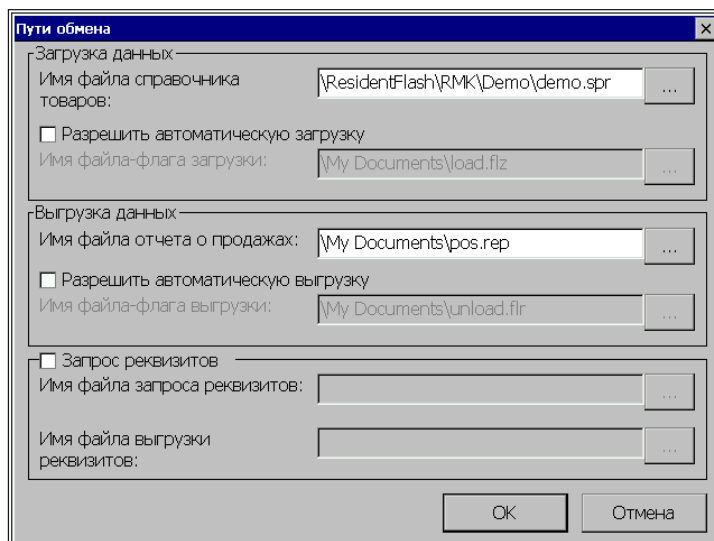 Пути обмена
Загрузка данных
Имя файла справочника
товаров:
\ResidentFlash\RMK\Demo\demo.spr
...
Разрешить автоматическую загрузку
Имя файла-флага загрузки:
\My Documents\load.flz
...
Выгрузка данных
Имя файла отчета о продажах:
\My Documents\pos.rep
...
Разрешить автоматическую выгрузку
Имя файла-флага выгрузки:
\My Documents\unload.flr
...
Запрос реквизитов
Имя файла запроса реквизитов:
...
Имя файла выгрузки
реквизитов:
...
OK
Отмена